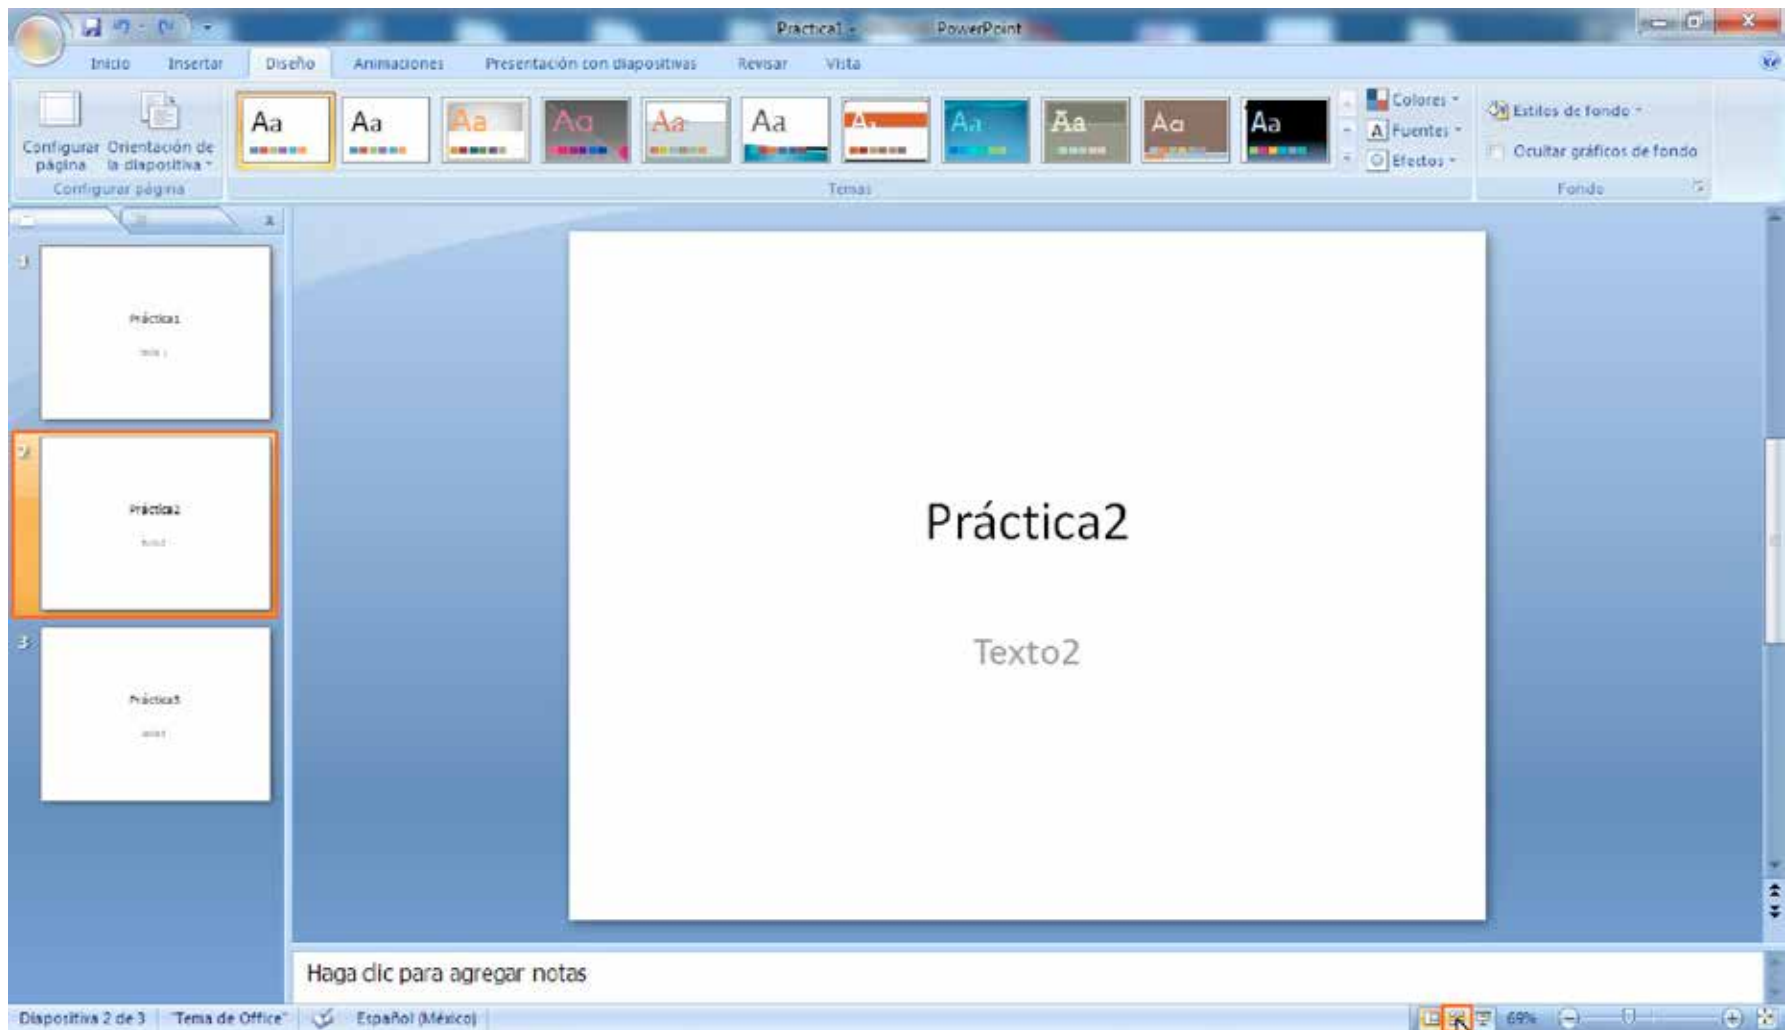 Practica1 - PowerPoint
Inicio Insertar Diseño Animaciones Presentación con diapositivas Revisar Vista
Aa Aa Aa Aa Aa Aa Aa Aa Aa Aa
Colores
Fuentes
Efectos
Estilos de fondo
Ocultar gráficos de fondo
Configurar página
Orientación de la diapositiva
Configurar página
Temas
Fondo
1
Práctica1
2
Práctica2
3
Práctica3
Práctica2
Texto2
Haga clic para agregar notas
Diapositiva 2 de 3 "Tema de Office" Español (México) 69%